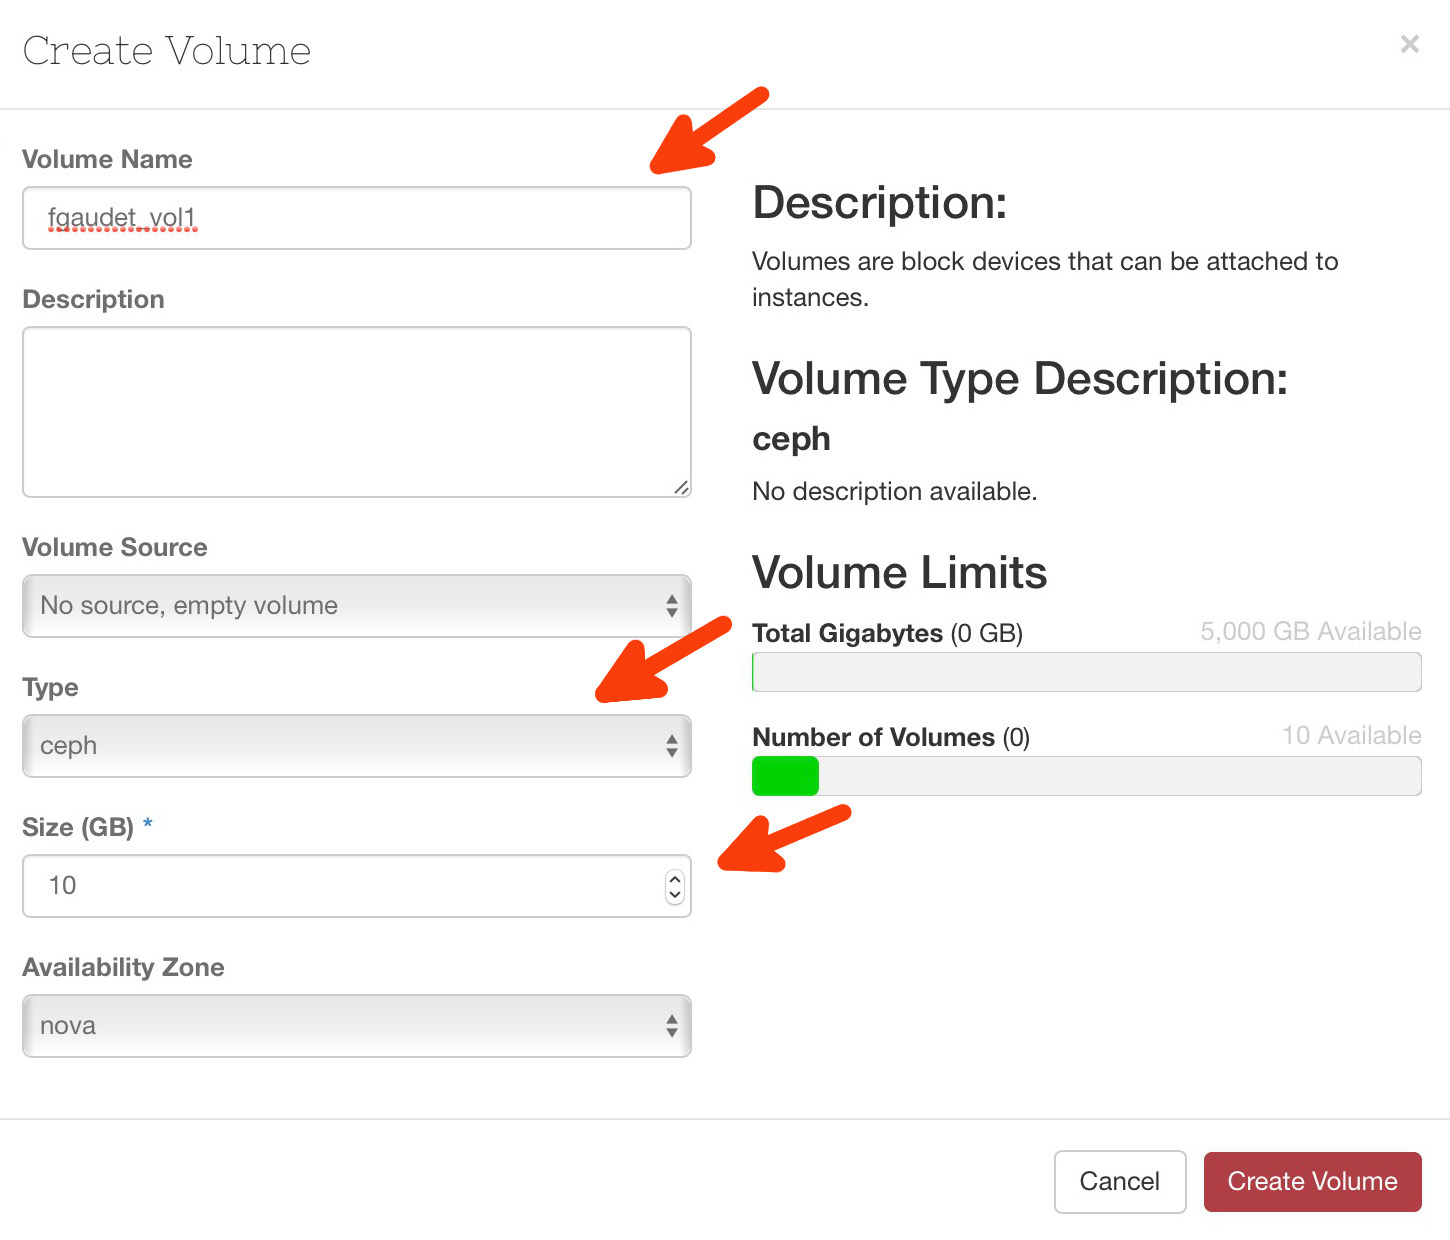 Create Volume
×
Volume Name
fgaudet_vol1
Description
Volume Source
No source, empty volume
Type
ceph
Size (GB) *
10
Availability Zone
nova
Description:
Volumes are block devices that can be attached to
instances.
Volume Type Description:
ceph
No description available.
Volume Limits
Total Gigabytes (0 GB) 5,000 GB Available
Number of Volumes (0) 10 Available
Cancel Create Volume